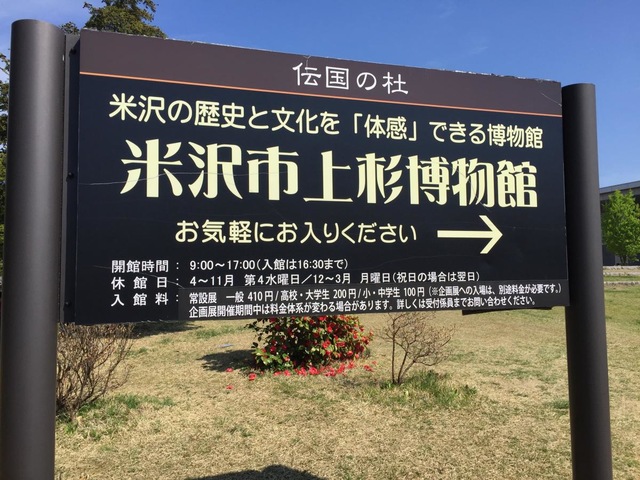 伝国の杜
米沢の歴史と文化を「体感」できる博物館
米沢市上杉博物館
お気軽にお入りください →
開館時間： 9:00～17:00（入館は16:30まで）
休館日： 4～11月 第4水曜日／12～3月 月曜日（祝日の場合は翌日）
入館料： 常設展 一般 410円／高校・大学生 200円／小・中学生 100円（※企画展への入場は、別途料金が必要です。）
企画展開催期間中は料金体系が変わる場合があります。詳しくは受付係員までお問い合わせください。